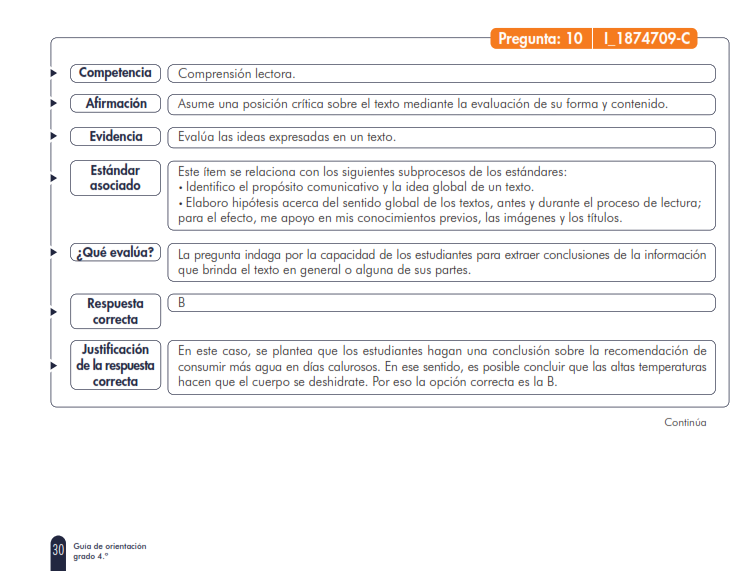 Pregunta: 10 I_1874709-C
Competencia
Comprensión lectora.
Afirmación
Asume una posición crítica sobre el texto mediante la evaluación de su forma y contenido.
Evidencia
Evalúa las ideas expresadas en un texto.
Estándar
asociado
Este ítem se relaciona con los siguientes subprocesos de los estándares:
• Identifico el propósito comunicativo y la idea global de un texto.
• Elaboro hipótesis acerca del sentido global de los textos, antes y durante el proceso de lectura;
para el efecto, me apoyo en mis conocimientos previos, las imágenes y los títulos.
¿Qué evalúa?
La pregunta indaga por la capacidad de los estudiantes para extraer conclusiones de la información
que brinda el texto en general o alguna de sus partes.
Respuesta
correcta
B
Justificación
de la respuesta
correcta
En este caso, se plantea que los estudiantes hagan una conclusión sobre la recomendación de
consumir más agua en días calurosos. En ese sentido, es posible concluir que las altas temperaturas
hacen que el cuerpo se deshidrate. Por eso la opción correcta es la B.
Continúa
30
Guía de orientación
grado 4.º